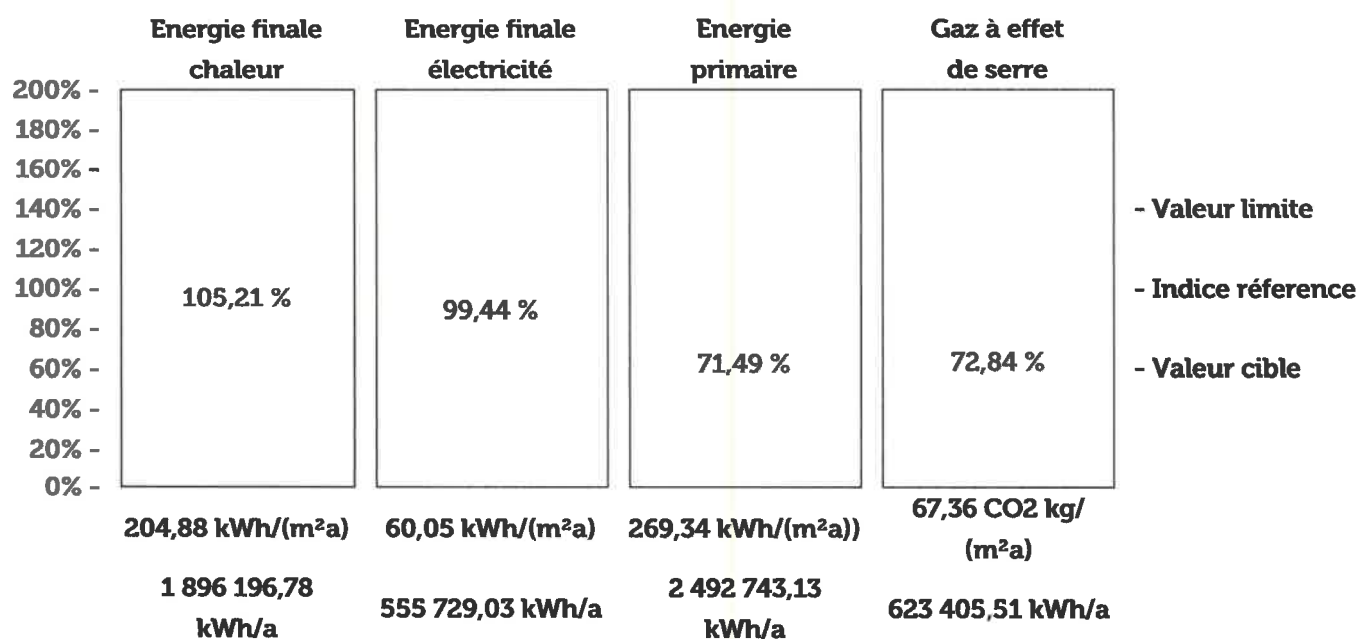 Energie finale
chaleur
Energie finale
électricité
Energie
primaire
Gaz à effet
de serre
200% -
180% -
160% -
140% -
120% -
100% -
80% -
60% -
40% -
20% -
0% -
105,21 %
99,44 %
71,49 %
72,84 %
- Valeur limite
- Indice réference
- Valeur cible
204,88 kWh/(m²a)
60,05 kWh/(m²a)
269,34 kWh/(m²a))
67,36 CO2 kg/
(m²a)
1 896 196,78
kWh/a
555 729,03 kWh/a
2 492 743,13
kWh/a
623 405,51 kWh/a